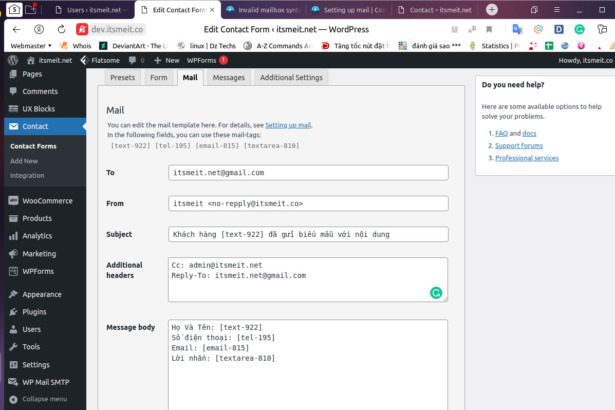 Users ‹ itsmeit.net —
Edit Contact Form ‹
Invalid mailbox synt
Setting up mail | Con
Contact – itsmeit.net
dev.itsmeit.co
Edit Contact Form ‹ itsmeit.net — WordPress
Webmaster
Whois
DeviantArt - The La
linux | Dz Techs
A-Z Commands Ar
Tăng tốc nút đặt h
đánh giá sao ***
Statistics | P
itsmeit.net
Flatsome
0
New
WPForms
1
Howdy, itsmeit.co
Pages
Comments
UX Blocks
Contact
Contact Forms
Add New
Integration
WooCommerce
Products
Analytics
Marketing
WPForms
Appearance
Plugins
Users
Tools
Settings
WP Mail SMTP
Collapse menu
Presets
Form
Mail
Messages
Additional Settings
Mail
You can edit the mail template here. For details, see Setting up mail.
In the following fields, you can use these mail-tags:
[text-922] [tel-195] [email-815] [textarea-810]
To
itsmeit.net@gmail.com
From
itsmeit <no-repply@itsmeit.co>
Subject
Khách hàng [text-922] đã gửi biểu mẫu với nội dung
Additional
headers
Cc: admin@itsmeit.net
Reply-To: itsmeit.net@gmail.com
Message body
Họ Và Tên: [text-922]
Số điện thoại: [tel-195]
Email: [email-815]
Lời nhắn: [textarea-810]
Do you need help?
Here are some available options to help
solve your problems.
1. FAQ and docs
2. Support forums
3. Professional services